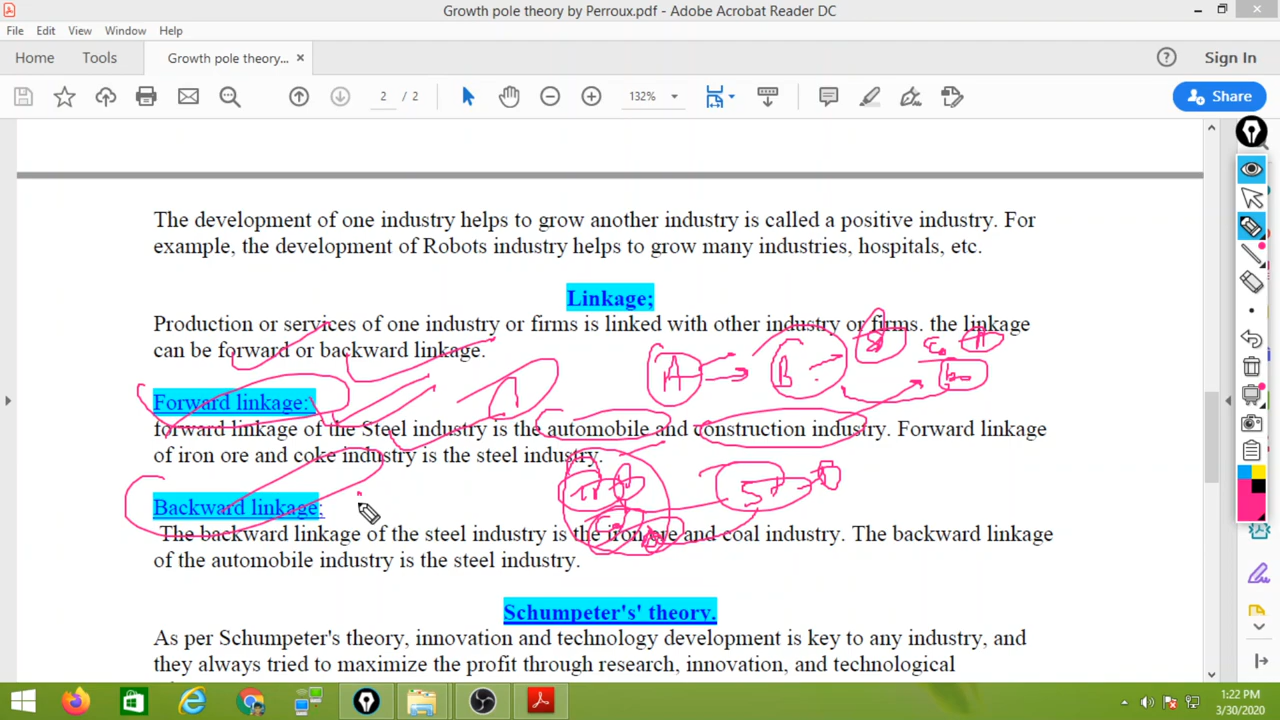 Growth pole theory by Perroux.pdf - Adobe Acrobat Reader DC
File Edit View Window Help
Home Tools Growth pole theory... × Sign In
2 / 2 132% Share
The development of one industry helps to grow another industry is called a positive industry. For
example, the development of Robots industry helps to grow many industries, hospitals, etc.
Linkage;
Production or services of one industry or firms is linked with other industry or firms. the linkage
can be forward or backward linkage.
A B
Forward linkage:
forward linkage of the Steel industry is the automobile and construction industry. Forward linkage
of iron ore and coke industry is the steel industry.
Backward linkage:
The backward linkage of the steel industry is the iron ore and coal industry. The backward linkage
of the automobile industry is the steel industry.
Schumpeter's' theory.
As per Schumpeter's theory, innovation and technology development is key to any industry, and
they always tried to maximize the profit through research, innovation, and technological
1:22 PM
3/30/2020